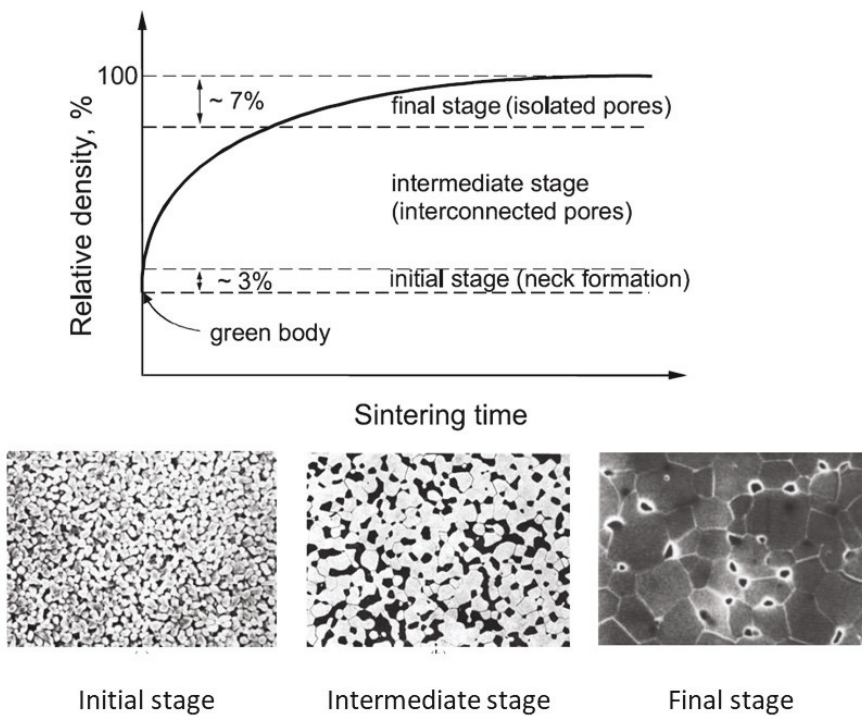 Relative density, %
100
~ 7%
final stage (isolated pores)
intermediate stage
(interconnected pores)
~ 3%
initial stage (neck formation)
green body
Sintering time
Initial stage
Intermediate stage
Final stage